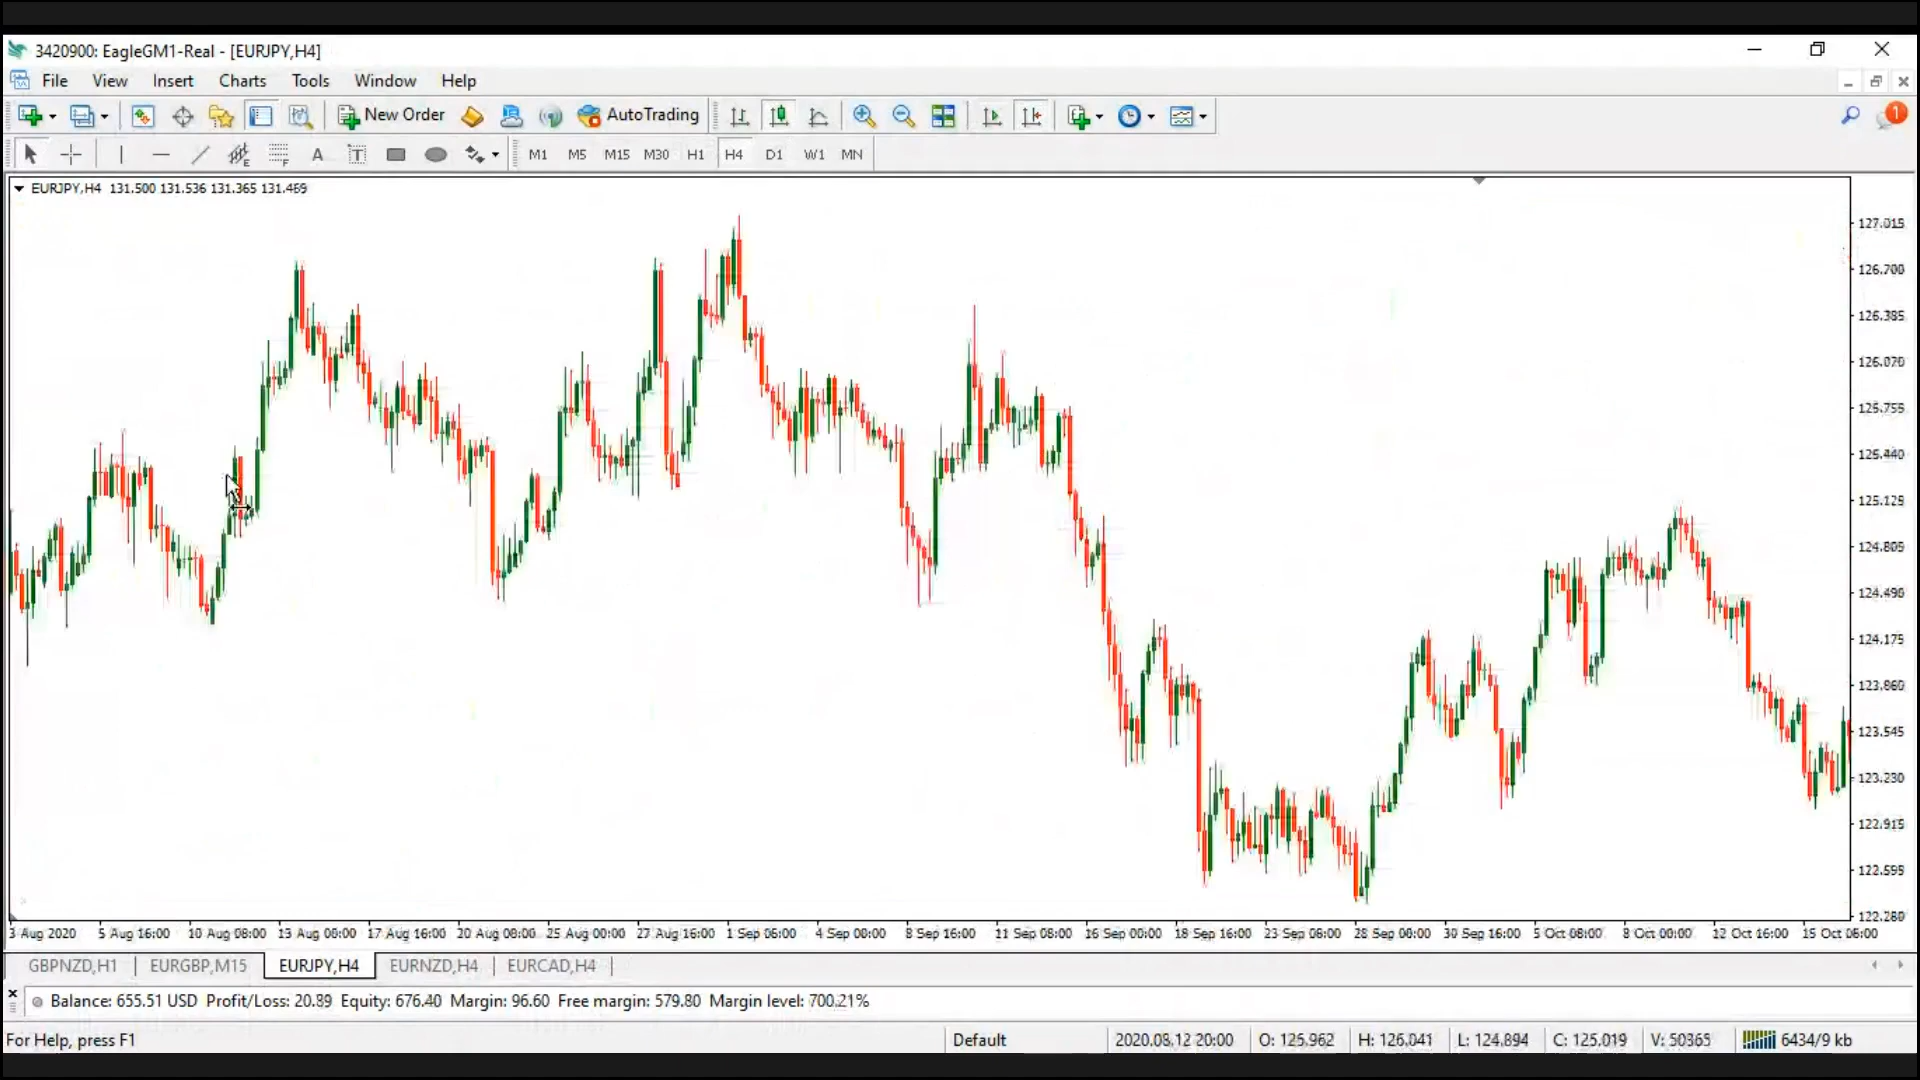 3420900: EagleGM1-Real - [EURJPY,H4]
File View Insert Charts Tools Window Help
New Order AutoTrading 1
A T M1 M5 M15 M30 H1 H4 D1 W1 MN
EURJPY,H4 131.500 131.536 131.365 131.469
127.015
126.700
126.385
126.070
125.755
125.440
125.125
124.805
124.490
124.175
123.860
123.545
123.230
122.915
122.595
122.280
3 Aug 2020 5 Aug 16:00 10 Aug 08:00 13 Aug 08:00 17 Aug 16:00 20 Aug 08:00 25 Aug 00:00 27 Aug 16:00 1 Sep 08:00 4 Sep 00:00 8 Sep 16:00 11 Sep 08:00 16 Sep 00:00 18 Sep 16:00 23 Sep 08:00 28 Sep 00:00 30 Sep 16:00 5 Oct 08:00 8 Oct 00:00 12 Oct 16:00 15 Oct 08:00
GBPNZD,H1 EURGBP,M15 EURJPY,H4 EURNZD,H4 EURCAD,H4
Balance: 655.51 USD Profit/Loss: 20.89 Equity: 676.40 Margin: 96.60 Free margin: 579.80 Margin level: 700.21%
For Help, press F1 Default 2020.08.12 20:00 O: 125.962 H: 126.041 L: 124.894 C: 125.019 V: 50365 6434/9 kb